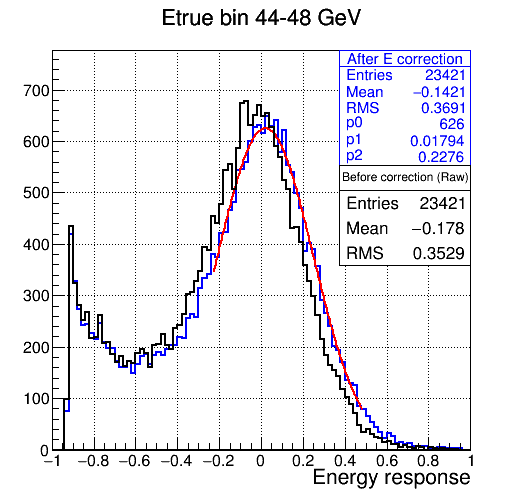 Etrue bin 44-48 GeV
After E correction
Entries 23421
Mean −0.1421
RMS 0.3691
p0 626
p1 0.01794
p2 0.2276
Before correction (Raw)
Entries 23421
Mean −0.178
RMS 0.3529
700
600
500
400
300
200
100
0
−1 −0.8 −0.6 −0.4 −0.2 0 0.2 0.4 0.6 0.8 1
Energy response